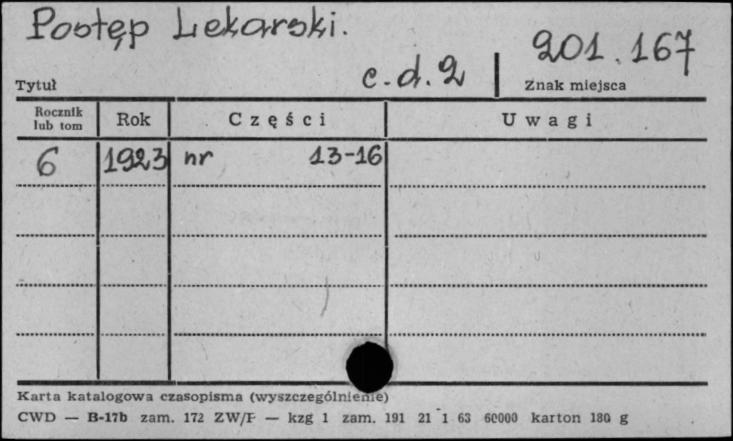 Postęp Lekarski.
201.167
Tytuł c.d.2 Znak miejsca
Rocznik lub tom Rok Części Uwagi
6 1923 nr 13-16
Karta katalogowa czasopisma (wyszczególnienie)
CWD — B-17b zam. 172 ZW/F — kzg 1 zam. 191 21 1 63 60000 karton 180 g